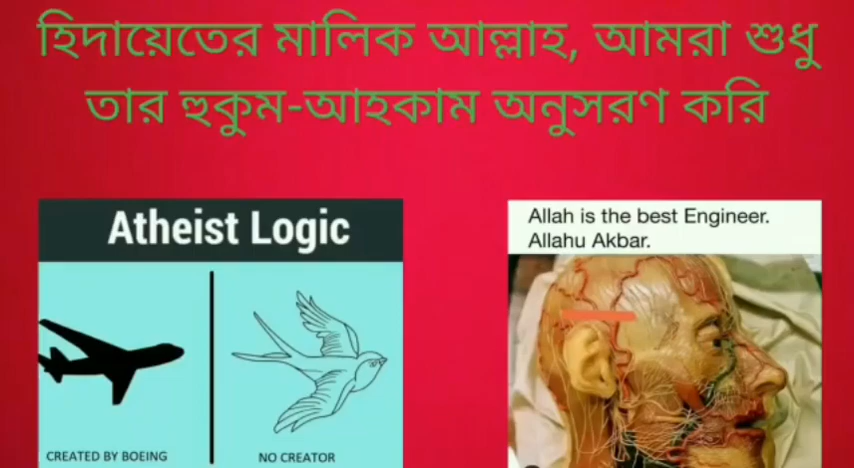 হিদায়েতের মালিক আল্লাহ, আমরা শুধু
তার হুকুম-আহকাম অনুসরণ করি
Atheist Logic
CREATED BY BOEING
NO CREATOR
Allah is the best Engineer.
Allahu Akbar.